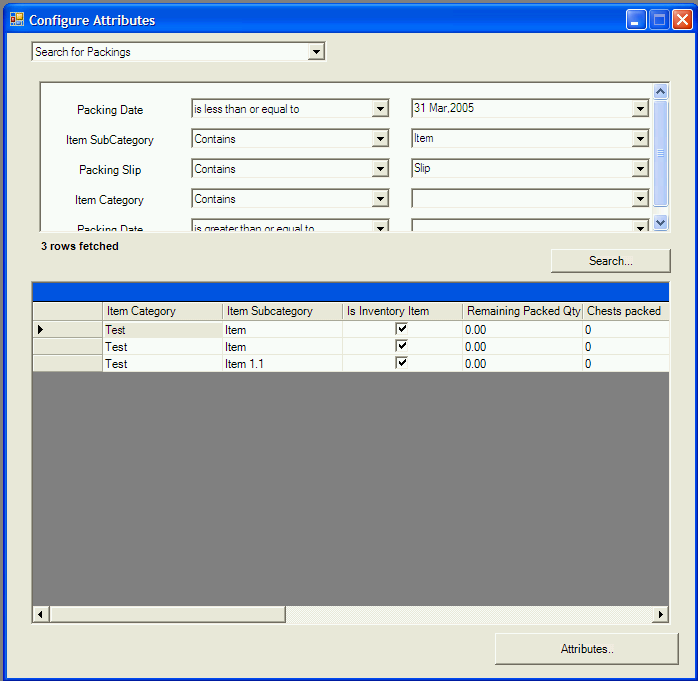 Configure Attributes
Search for Packings
Packing Date is less than or equal to 31 Mar,2005
Item SubCategory Contains Item
Packing Slip Contains Slip
Item Category Contains
Packing Date is greater than or equal to
3 rows fetched
Search...
Item Category Item Subcategory Is Inventory Item Remaining Packed Qty Chests packed
Test Item 0.00 0
Test Item 0.00 0
Test Item 1.1 0.00 0
Attributes..